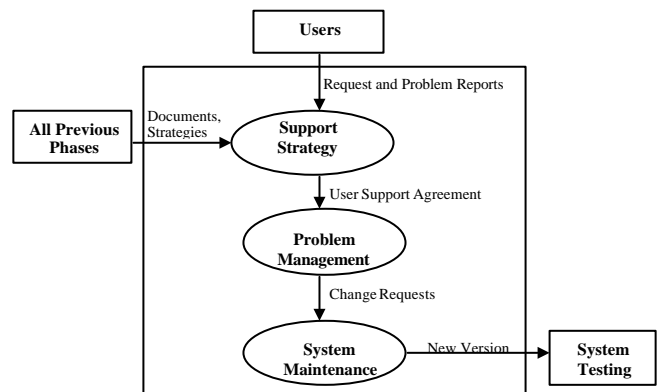 Users
Request and Problem Reports
Documents,
Strategies
All Previous
Phases
Support
Strategy
User Support Agreement
Problem
Management
Change Requests
System
Maintenance
New Version
System
Testing